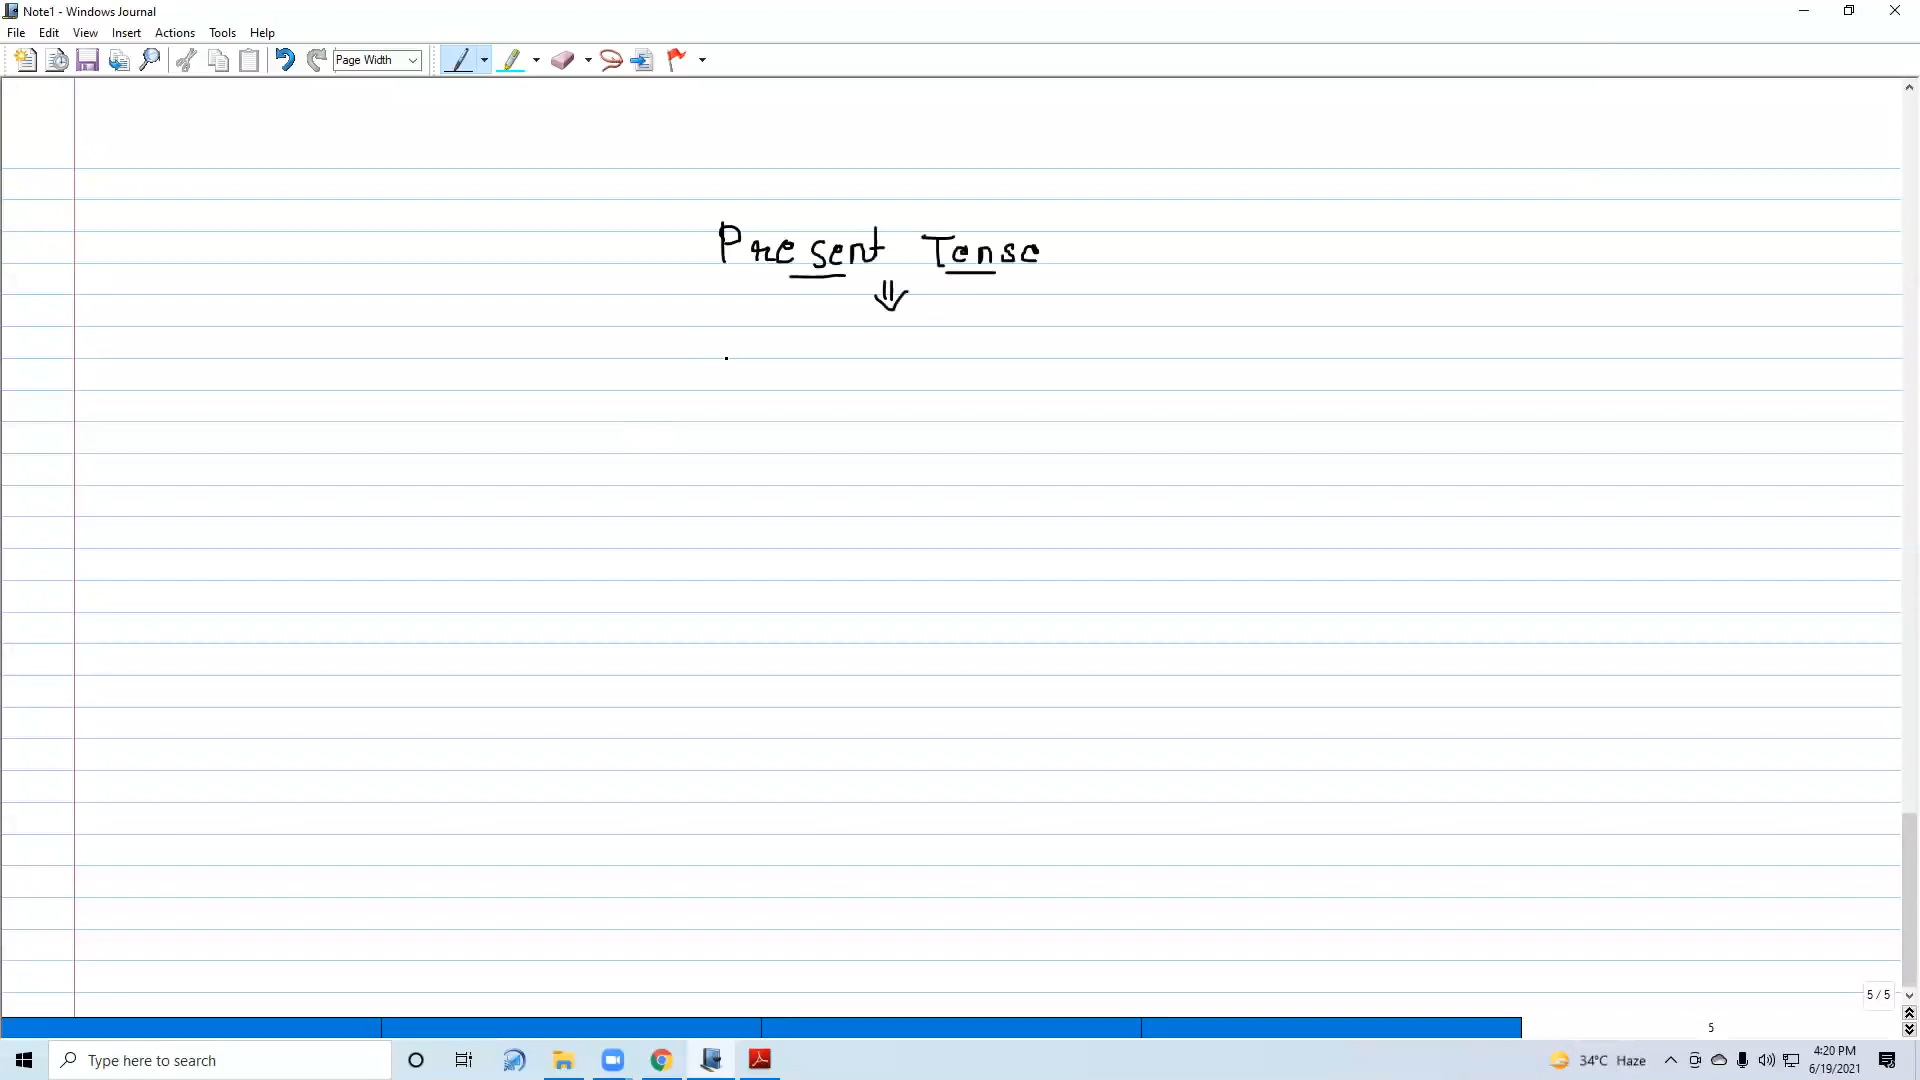 Note1 - Windows Journal
File Edit View Insert Actions Tools Help
Page Width
Present Tense
5 / 5
5
Type here to search
34°C Haze
4:20 PM
6/19/2021